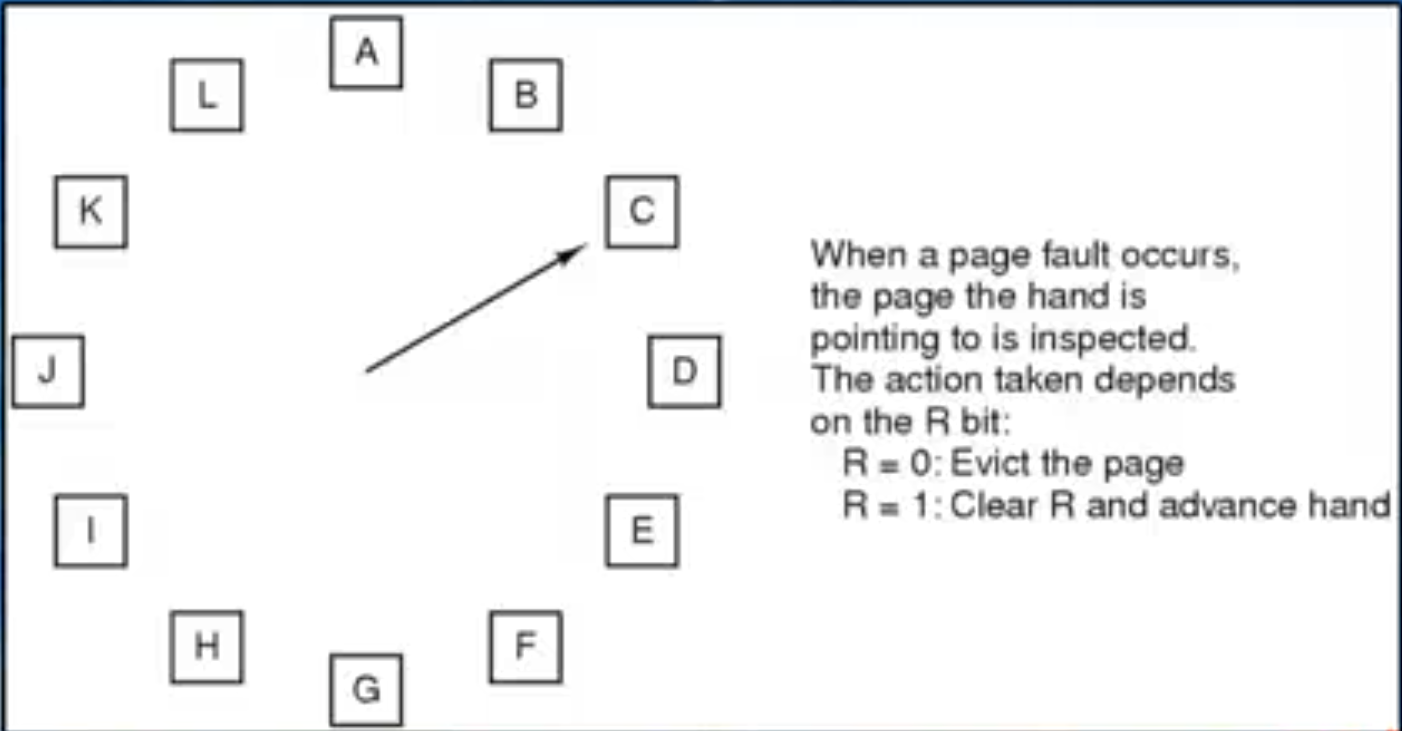 A
L
B
K
C
J
D
I
E
H
F
G
When a page fault occurs,
the page the hand is
pointing to is inspected.
The action taken depends
on the R bit:
R = 0: Evict the page
R = 1: Clear R and advance hand